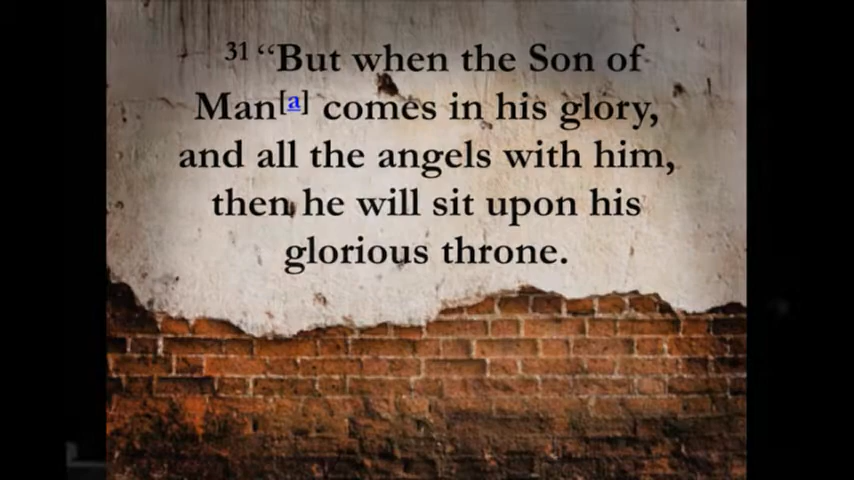 31 “But when the Son of
Man[a] comes in his glory,
and all the angels with him,
then he will sit upon his
glorious throne.